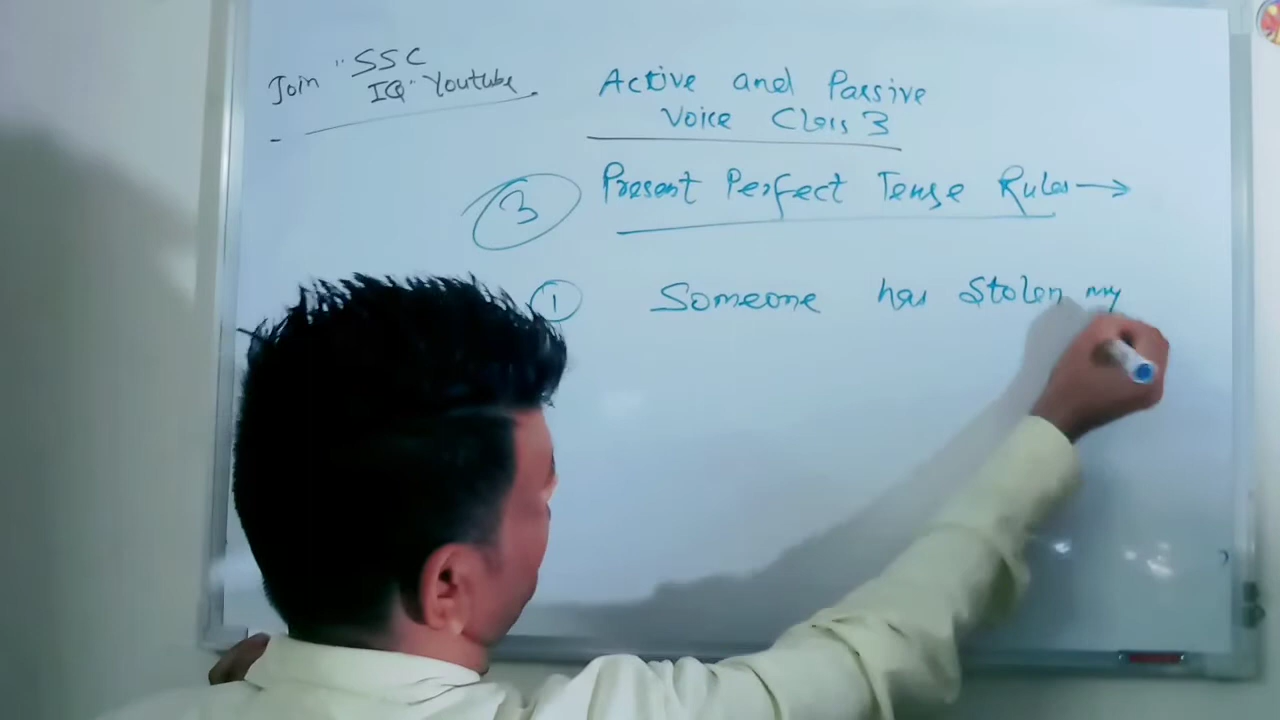 Join "SSC
IQ" Youtube
Active and Passive
Voice Class 3
3 Present Perfect Tense Rules →
1 Someone has Stolen my